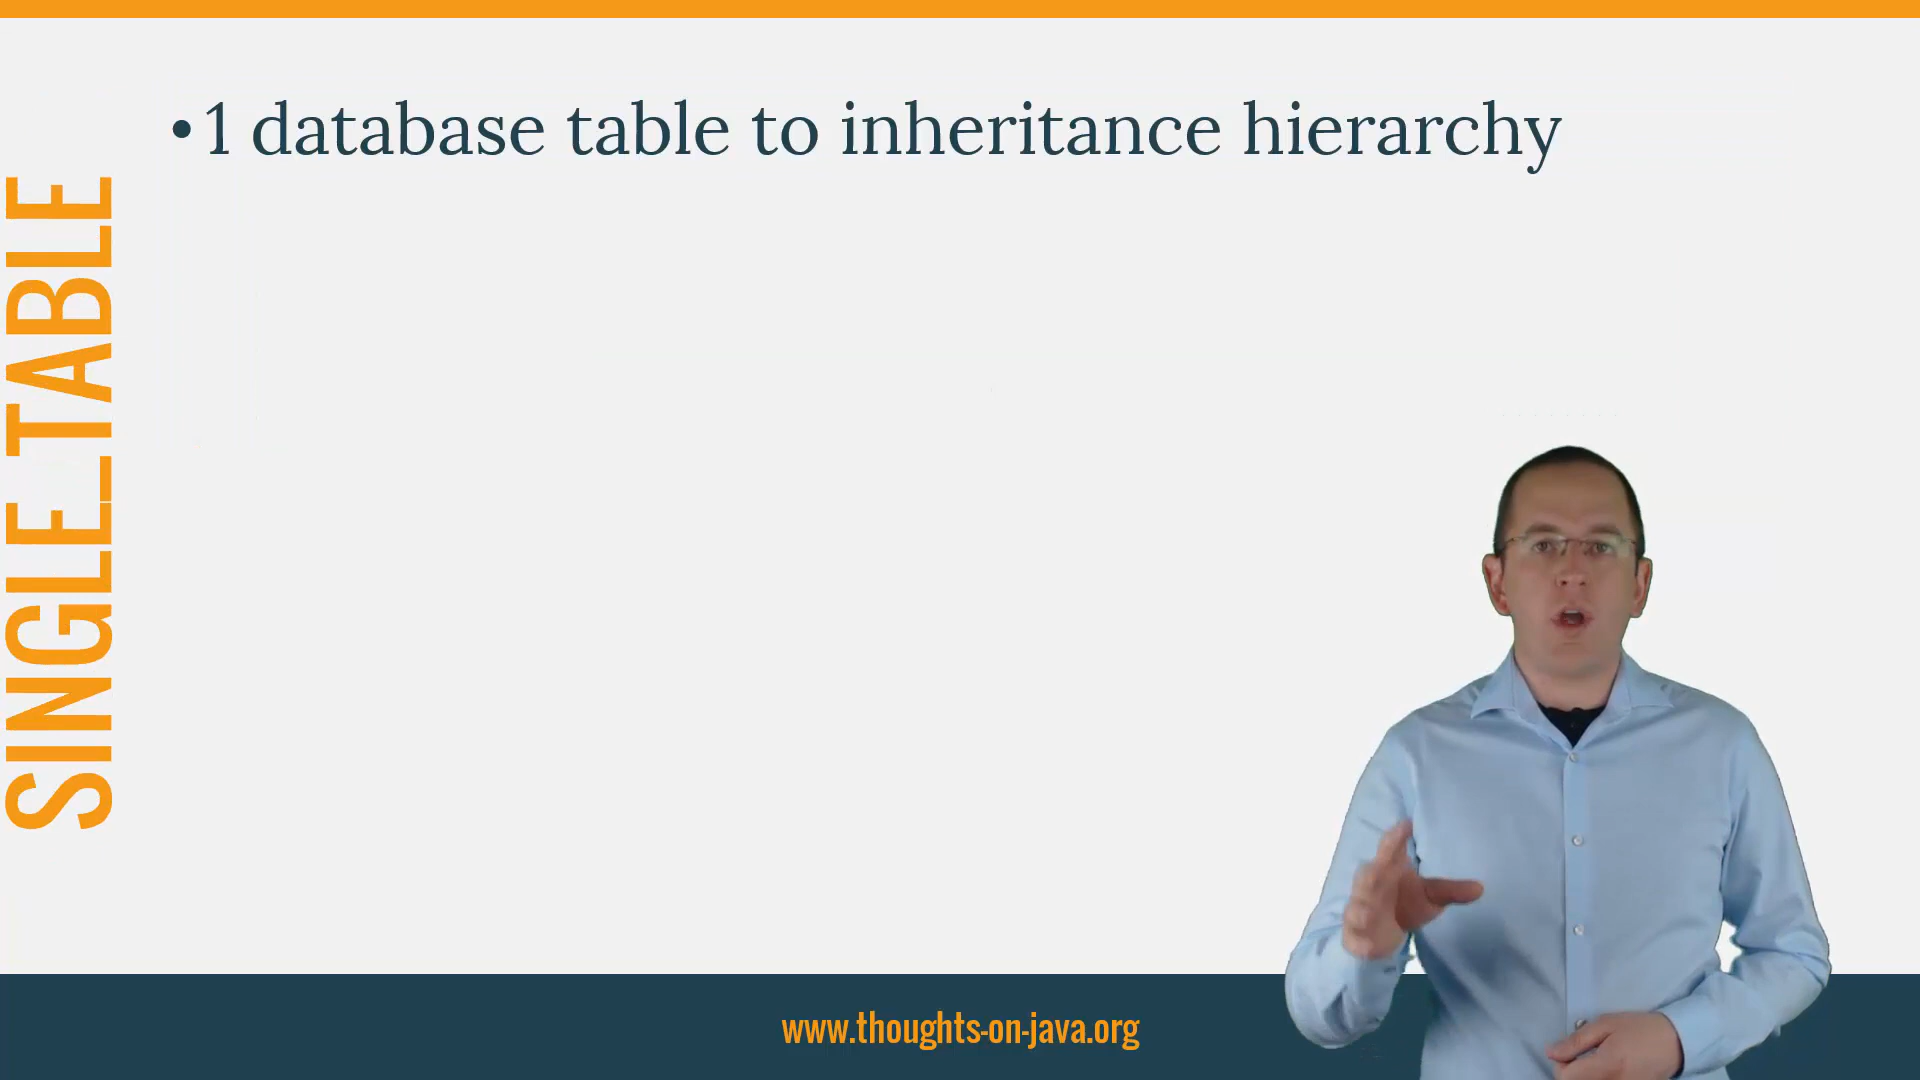 •1 database table to inheritance hierarchy
SINGLE_TABLE
www.thoughts-on-java.org